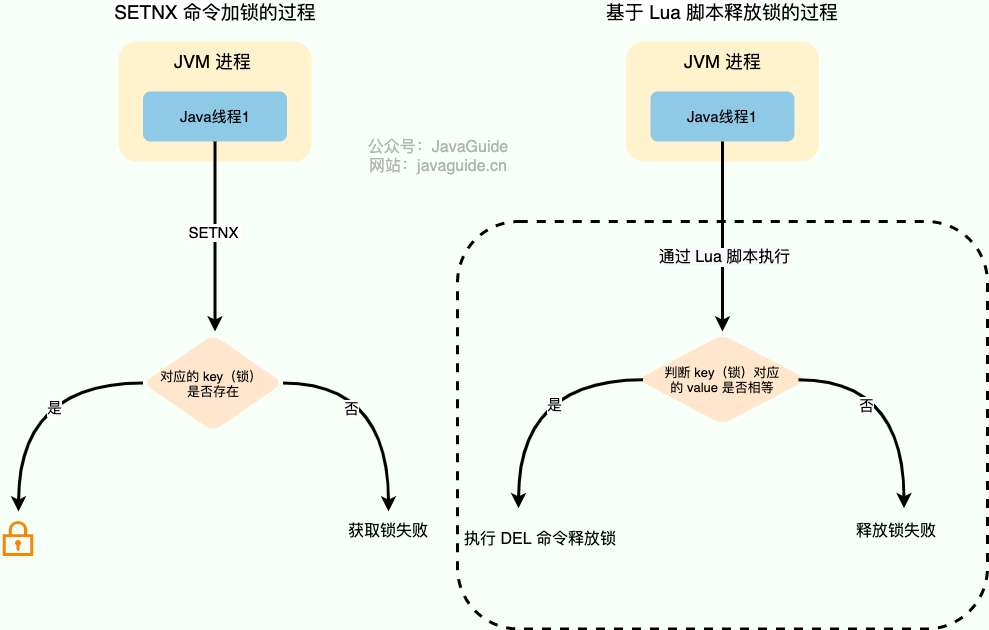 SETNX 命令加锁的过程
JVM 进程
Java线程1
SETNX
对应的 key（锁）
是否存在
是
否
获取锁失败
公众号：JavaGuide
网站：javaguide.cn
基于 Lua 脚本释放锁的过程
JVM 进程
Java线程1
通过 Lua 脚本执行
判断 key（锁）对应
的 value 是否相等
是
否
执行 DEL 命令释放锁
释放锁失败